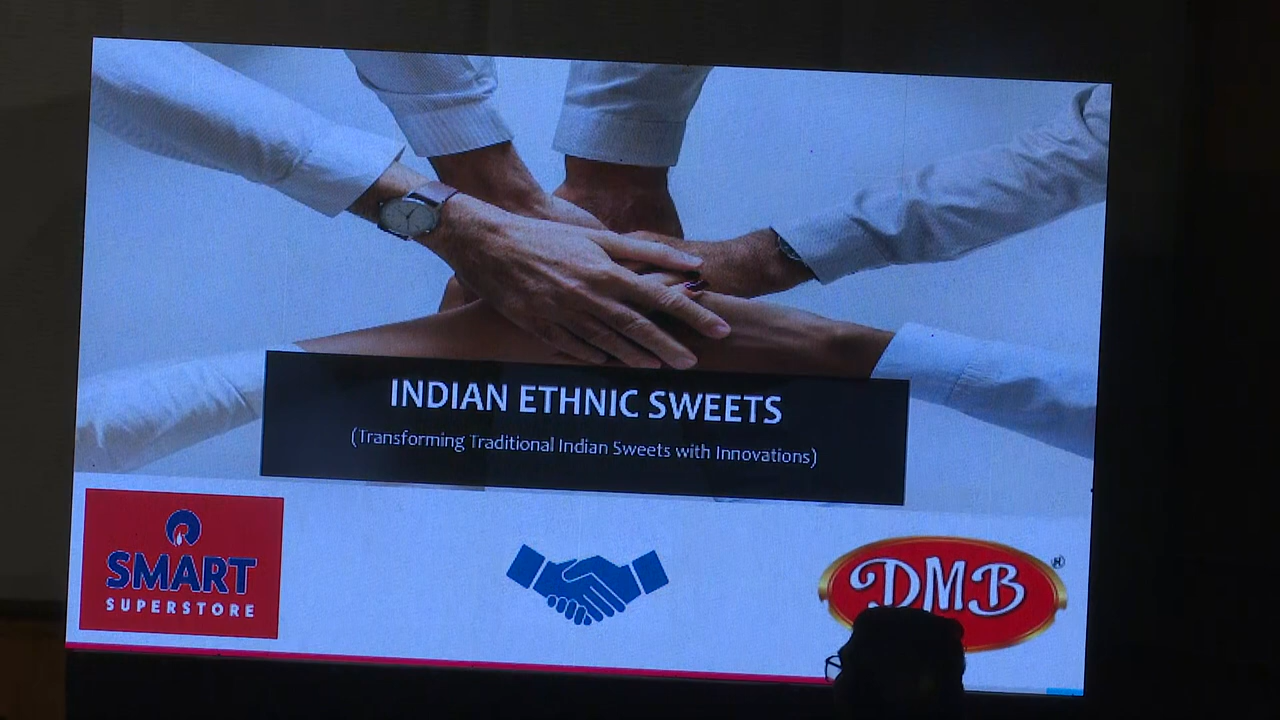 INDIAN ETHNIC SWEETS
(Transforming Traditional Indian Sweets with Innovations)
SMART
SUPERSTORE
DMB
®